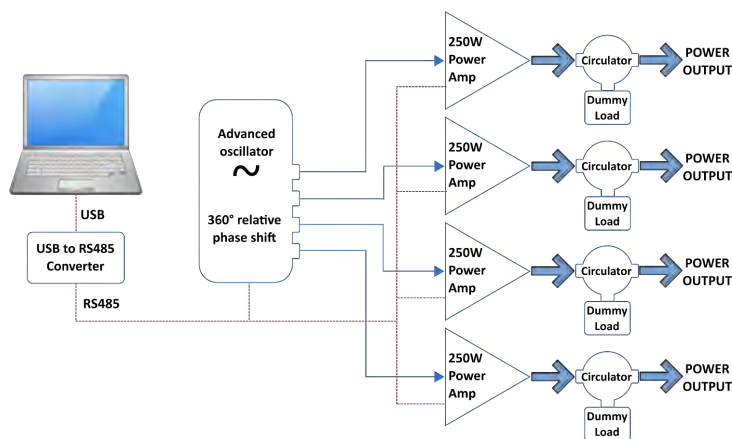 USB
USB to RS485
Converter
RS485
Advanced
oscillator
~
360° relative
phase shift
250W
Power
Amp
Circulator
Dummy
Load
POWER
OUTPUT
250W
Power
Amp
Circulator
Dummy
Load
POWER
OUTPUT
250W
Power
Amp
Circulator
Dummy
Load
POWER
OUTPUT
250W
Power
Amp
Circulator
Dummy
Load
POWER
OUTPUT